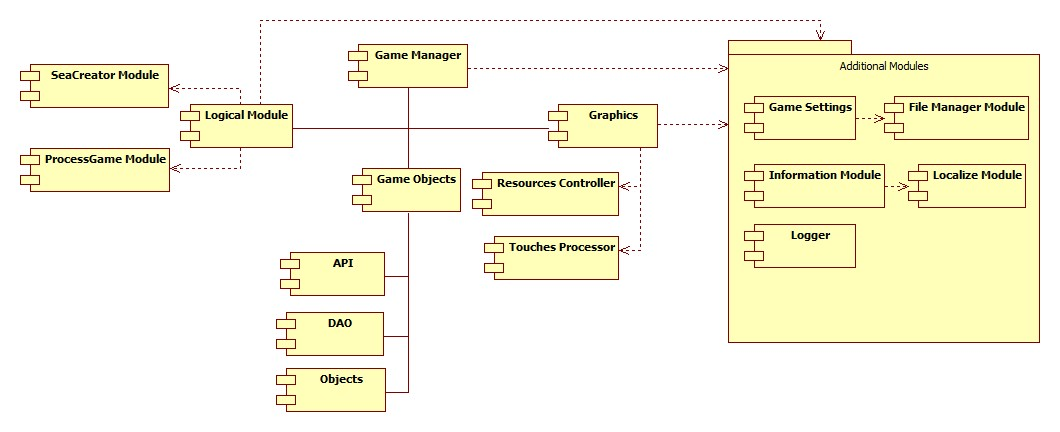 Game Manager
Additional Modules
SeaCreator Module
Logical Module
Graphics
Game Settings
File Manager Module
ProcessGame Module
Game Objects
Resources Controller
Information Module
Localize Module
Touches Processor
Logger
API
DAO
Objects